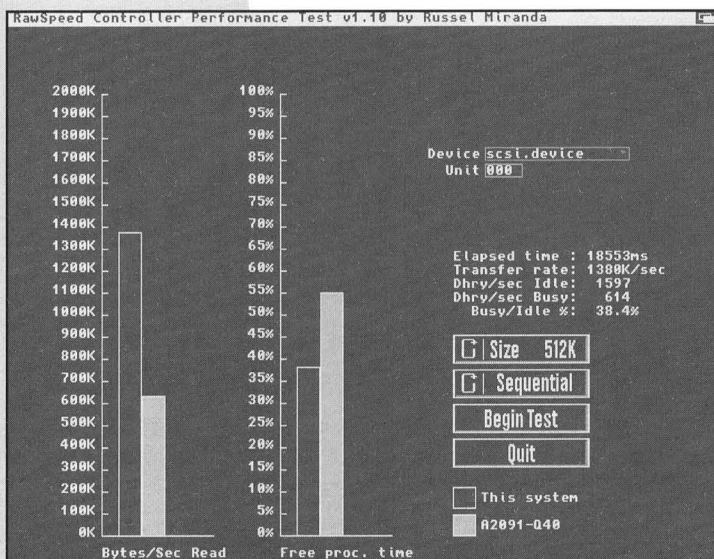 RawSpeed Controller Performance Test v1.10 by Russel Miranda
2000K
1900K
1800K
1700K
1600K
1500K
1400K
1300K
1200K
1100K
1000K
900K
800K
700K
600K
500K
400K
300K
200K
100K
0K
Bytes/Sec Read
100%
95%
90%
85%
80%
75%
70%
65%
60%
55%
50%
45%
40%
35%
30%
25%
20%
15%
10%
5%
0%
Free proc. time
Device scsi.device
Unit 000
Elapsed time : 18553ms
Transfer rate: 1380K/sec
Dhry/sec Idle: 1597
Dhry/sec Busy: 614
Busy/Idle %: 38.4%
Size 512K
Sequential
Begin Test
Quit
This system
A2091-Q40